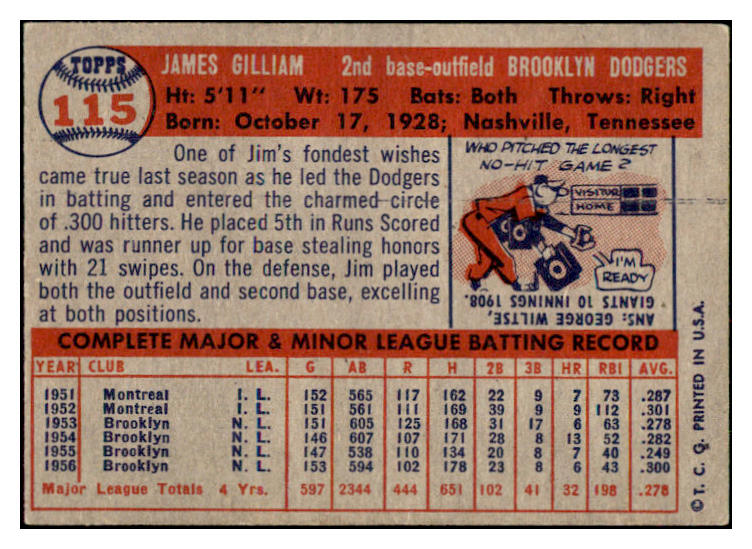 TOPPS
115
JAMES GILLIAM 2nd base-outfield BROOKLYN DODGERS
Ht: 5'11" Wt: 175 Bats: Both Throws: Right
Born: October 17, 1928; Nashville, Tennessee
One of Jim's fondest wishes
came true last season as he led the Dodgers
in batting and entered the charmed circle
of .300 hitters. He placed 5th in Runs Scored
and was runner up for base stealing honors
with 21 swipes. On the defense, Jim played
both the outfield and second base, excelling
at both positions.
WHO PITCHED THE LONGEST
NO-HIT GAME?
VISITOR
HOME
I'M
READY
ANS: GEORGE WILTSE,
GIANTS 10 INNINGS 1908.
COMPLETE MAJOR & MINOR LEAGUE BATTING RECORD
YEAR CLUB LEA. G AB R H 2B 3B HR RBI AVG.
1951 Montreal I. L. 152 565 117 162 22 9 7 73 .287
1952 Montreal I. L. 151 561 111 169 39 9 9 112 .301
1953 Brooklyn N. L. 151 605 125 168 31 17 6 63 .278
1954 Brooklyn N. L. 146 607 107 171 28 8 13 52 .282
1955 Brooklyn N. L. 147 538 110 134 20 8 7 40 .249
1956 Brooklyn N. L. 153 594 102 178 23 8 6 43 .300
Major League Totals 4 Yrs. 597 2344 444 651 102 41 32 198 .278
© T. C. G. PRINTED IN U.S.A.